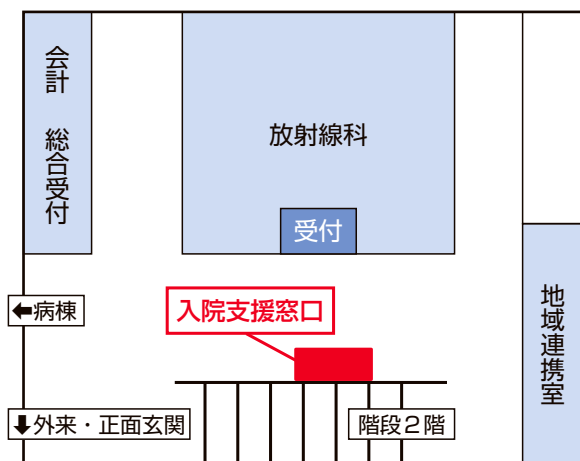 会計 総合受付
放射線科
受付
←病棟
入院支援窓口
地域連携室
↓外来・正面玄関
階段2階